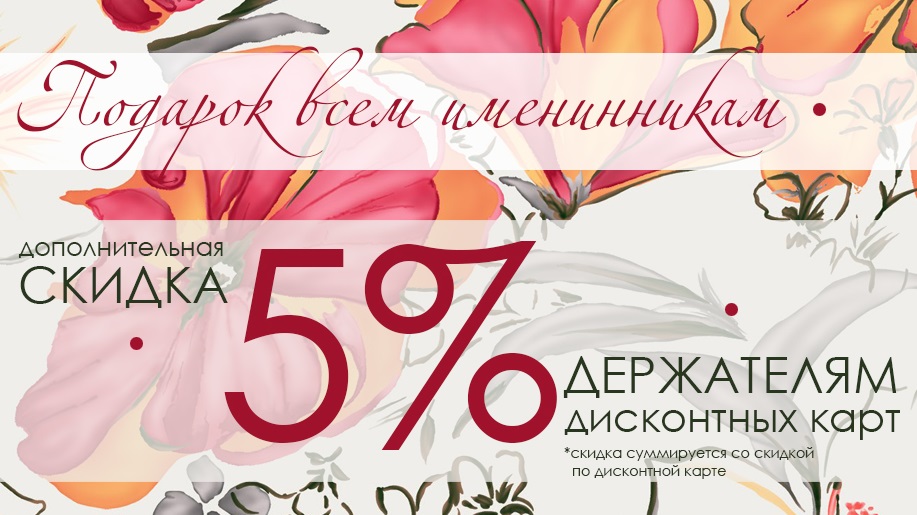 Подарок всем именинникам
дополнительная
СКИДКА
5%
ДЕРЖАТЕЛЯМ
дисконтных карт
*скидка суммируется со скидкой
по дисконтной карте